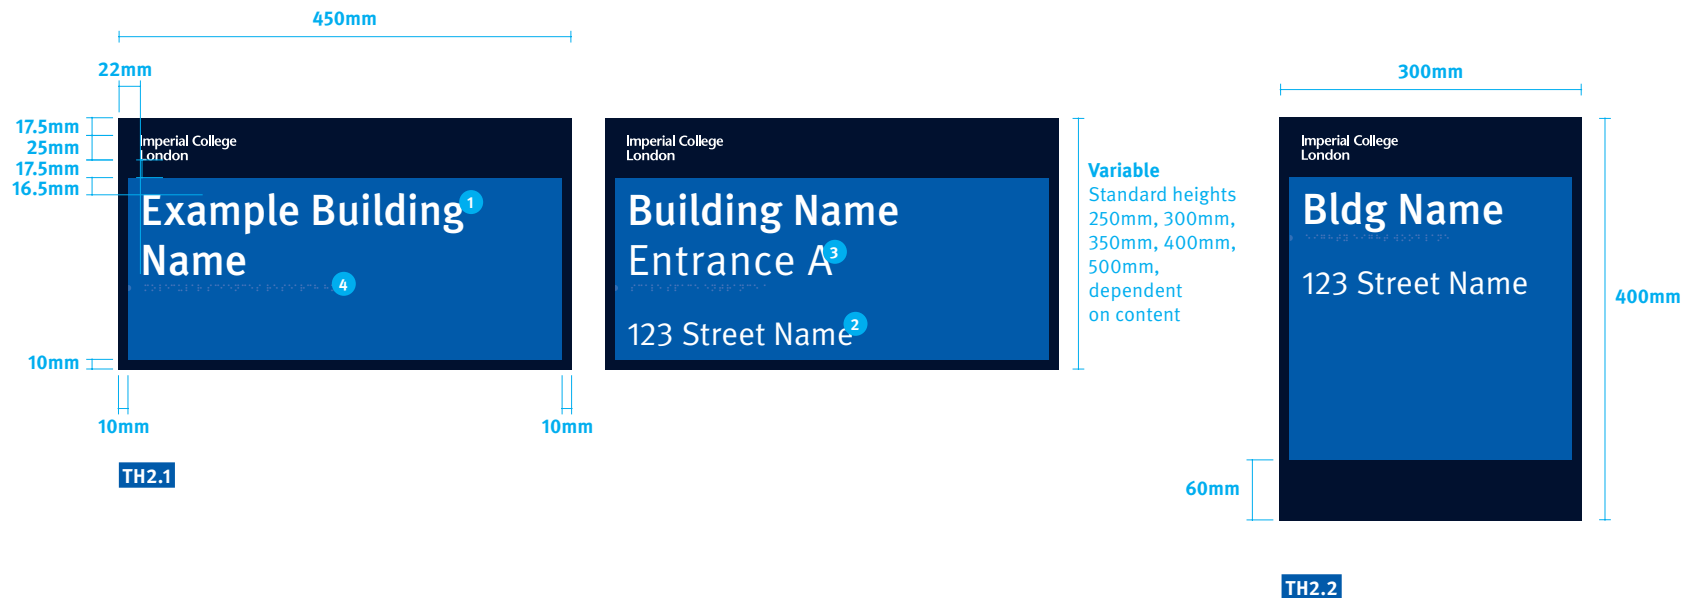 450mm
22mm
17.5mm
25mm
17.5mm
16.5mm
10mm
10mm
10mm
Imperial College
London
Example Building 1
Name
4
TH2.1
Imperial College
London
Building Name
Entrance A 3
123 Street Name 2
Variable
Standard heights
250mm, 300mm,
350mm, 400mm,
500mm,
dependent
on content
300mm
Imperial College
London
Bldg Name
123 Street Name
400mm
60mm
TH2.2